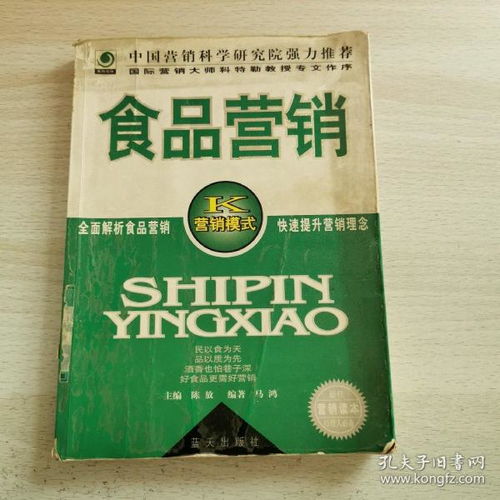 中国营销科学研究院强力推荐
国际营销大师科特勒教授专文作序
食品营销
K
营销模式
全面解析食品营销
快速提升营销理念
SHIPIN
YINGXIAO
民以食为天
品以质为先
酒香也怕巷子深
好食品更需好营销
主编 陈放 编著 马鸿
营销读本
蓝天出版社
孔夫子旧书网
www.kongfz.com